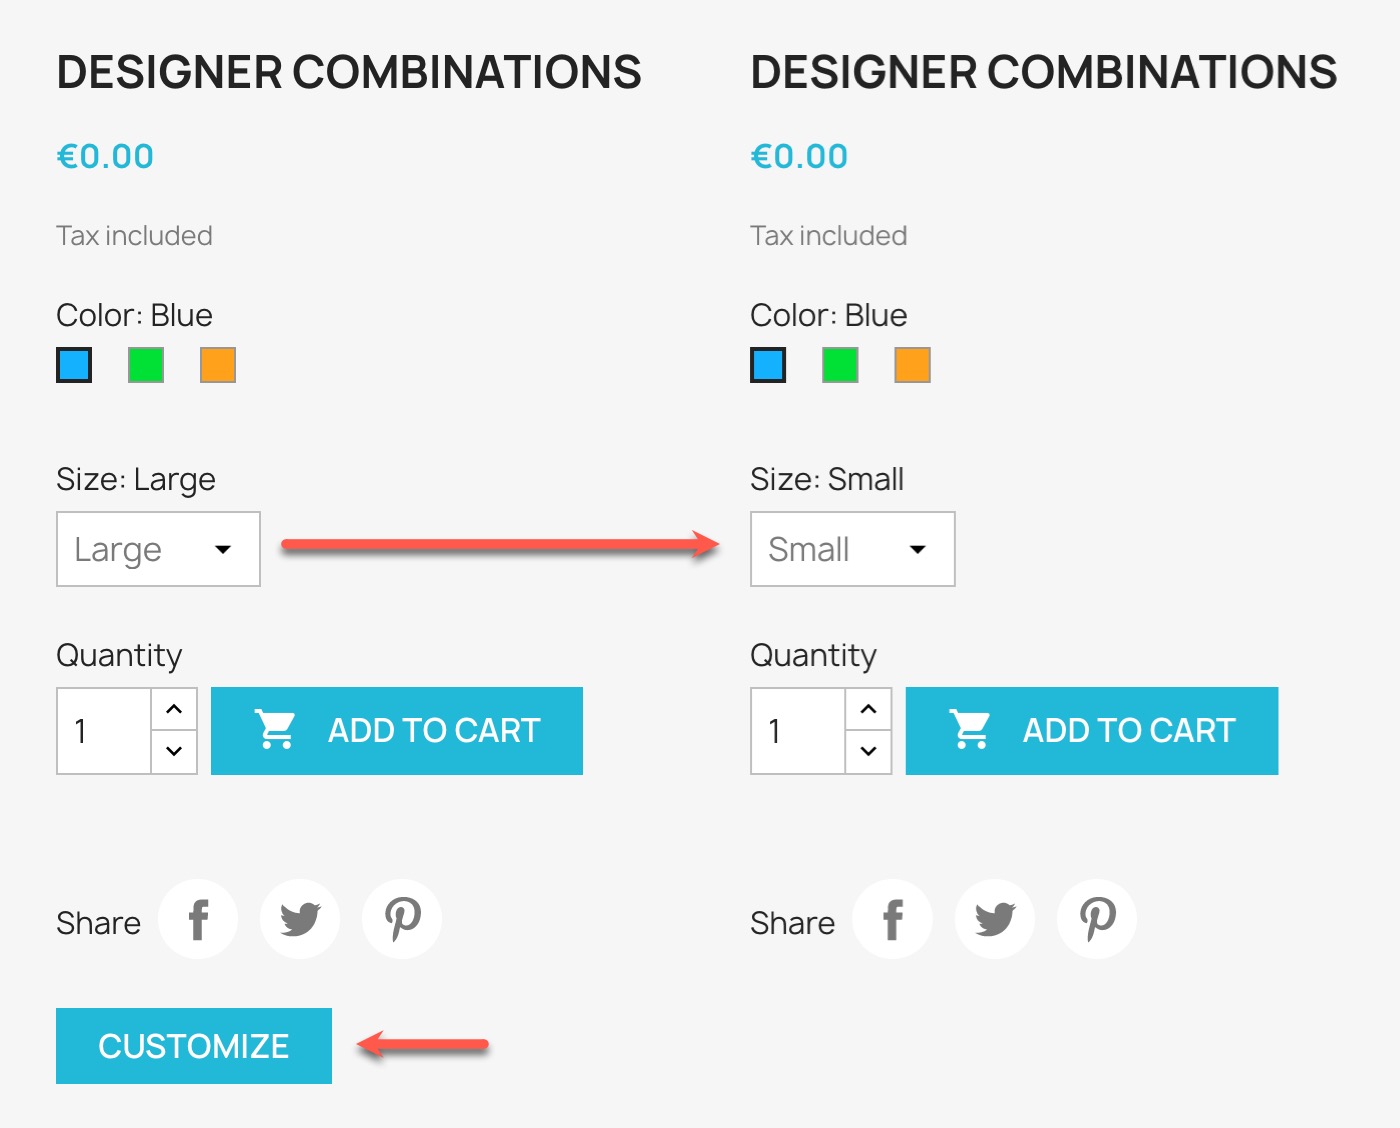 DESIGNER COMBINATIONS
€0.00
Tax included
Color: Blue
Size: Large
Large
Quantity
1
ADD TO CART
Share
CUSTOMIZE
DESIGNER COMBINATIONS
€0.00
Tax included
Color: Blue
Size: Small
Small
Quantity
1
ADD TO CART
Share